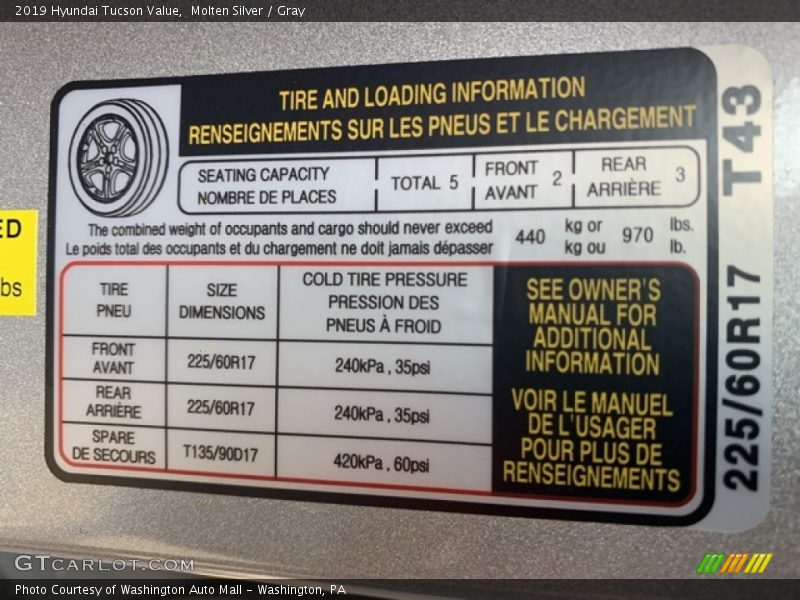 2019 Hyundai Tucson Value, Molten Silver / Gray
TIRE AND LOADING INFORMATION
RENSEIGNEMENTS SUR LES PNEUS ET LE CHARGEMENT
SEATING CAPACITY
NOMBRE DE PLACES
TOTAL 5
FRONT
AVANT 2
REAR
ARRIÈRE 3
The combined weight of occupants and cargo should never exceed
Le poids total des occupants et du chargement ne doit jamais dépasser
440
kg or
kg ou
970
lbs.
lb.
TIRE
PNEU
SIZE
DIMENSIONS
COLD TIRE PRESSURE
PRESSION DES
PNEUS À FROID
FRONT
AVANT
225/60R17
240kPa , 35psi
REAR
ARRIÈRE
225/60R17
240kPa , 35psi
SPARE
DE SECOURS
T135/90D17
420kPa , 60psi
SEE OWNER'S
MANUAL FOR
ADDITIONAL
INFORMATION
VOIR LE MANUEL
DE L'USAGER
POUR PLUS DE
RENSEIGNEMENTS
225/60R17 T43
ED
bs
GTCARLOT.COM
Photo Courtesy of Washington Auto Mall - Washington, PA